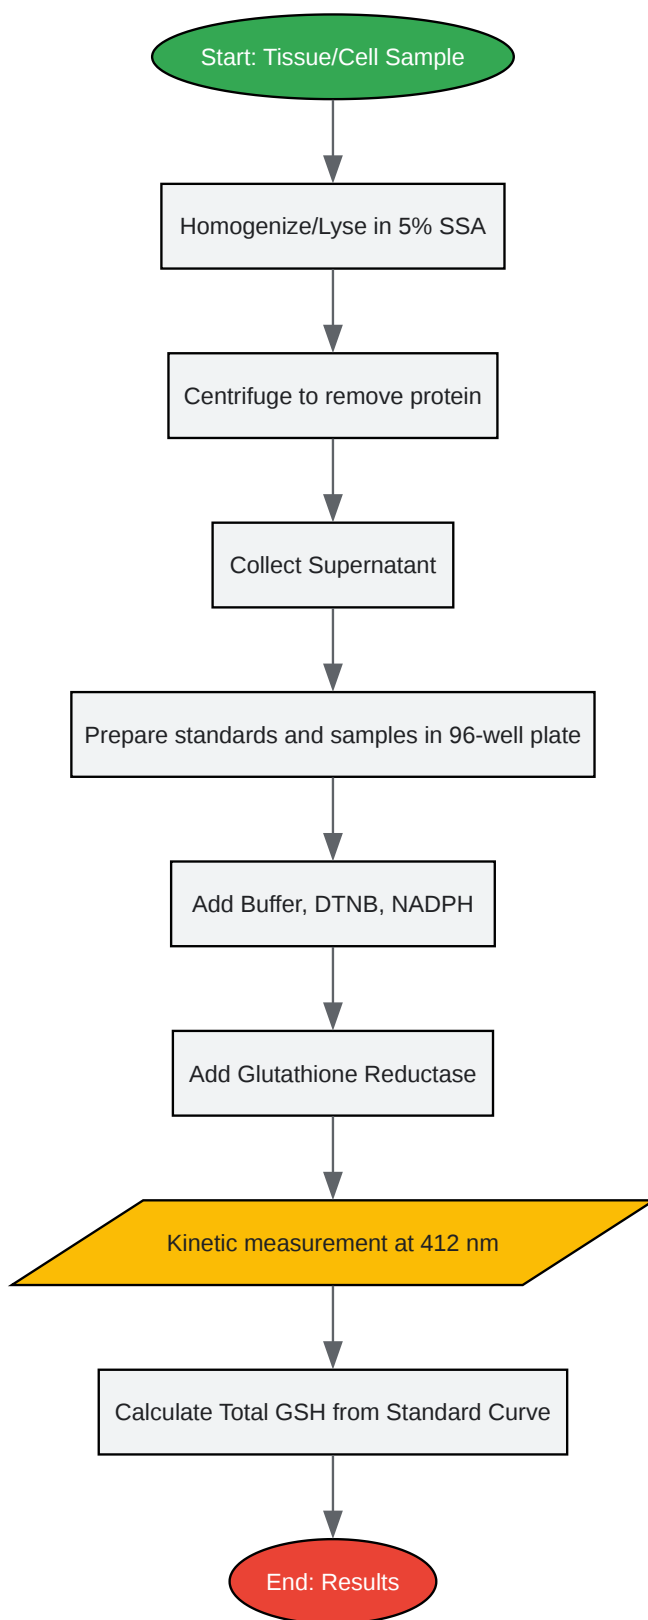 Start: Tissue/Cell Sample
Homogenize/Lyse in 5% SSA
Centrifuge to remove protein
Collect Supernatant
Prepare standards and samples in 96-well plate
Add Buffer, DTNB, NADPH
Add Glutathione Reductase
Kinetic measurement at 412 nm
Calculate Total GSH from Standard Curve
End: Results